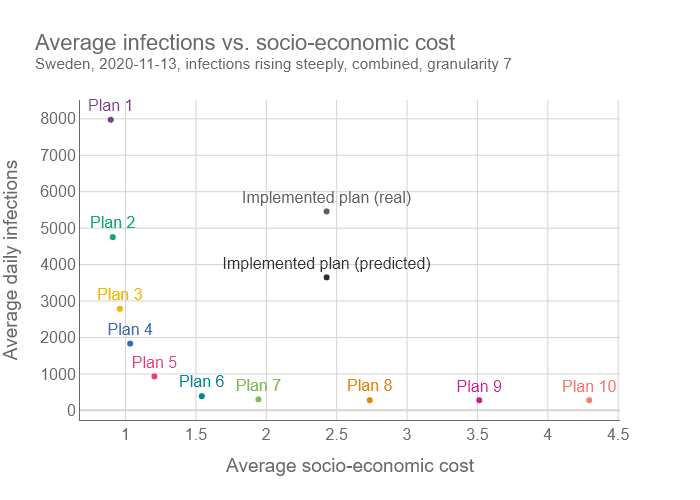 Average infections vs. socio-economic cost
Sweden, 2020-11-13, infections rising steeply, combined, granularity 7
Average daily infections
8000
7000
6000
5000
4000
3000
2000
1000
0
Plan 1
Implemented plan (real)
Plan 2
Implemented plan (predicted)
Plan 3
Plan 4
Plan 5
Plan 6
Plan 7
Plan 8
Plan 9
Plan 10
1
1.5
2
2.5
3
3.5
4
4.5
Average socio-economic cost